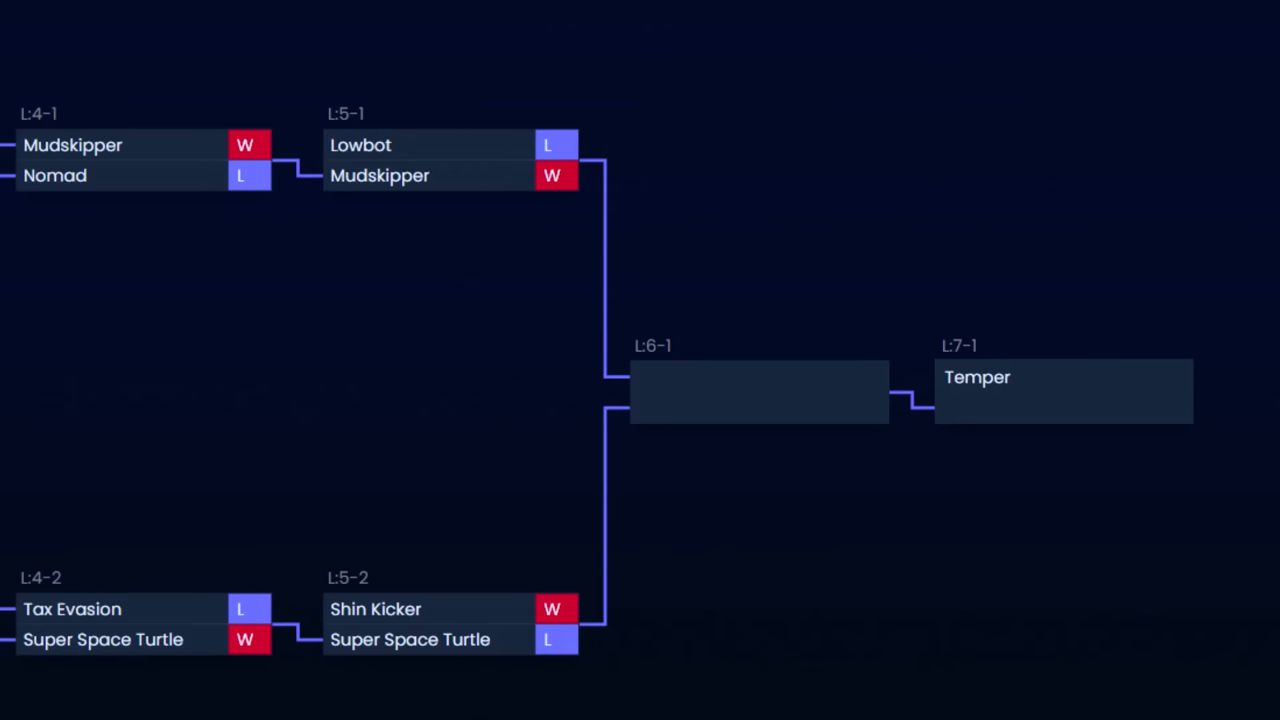 L:4-1
Mudskipper W
Nomad L
L:5-1
Lowbot L
Mudskipper W
L:6-1
L:7-1
Temper
L:4-2
Tax Evasion L
Super Space Turtle W
L:5-2
Shin Kicker W
Super Space Turtle L